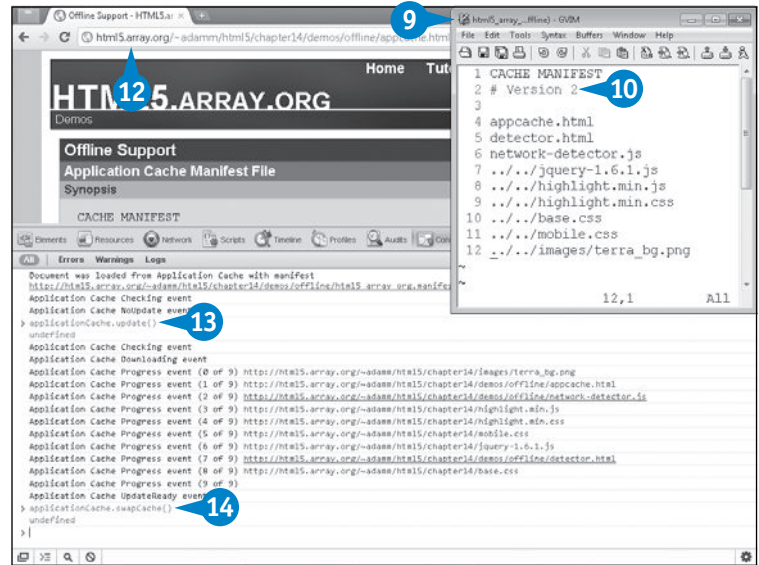 Offline Support - HTML5.ar
html5.array.org/~adamm/html5/chapter14/demos/offline/appcache.html
9
12
Home Tut
HTML5.ARRAY.ORG
Demos
Offline Support
Application Cache Manifest File
Synopsis
CACHE MANIFEST
html5_array_...ffline) - GVIM
File Edit Tools Syntax Buffers Window Help
1 CACHE MANIFEST
2 # Version 2
10
3
4 appcache.html
5 detector.html
6 network-detector.js
7 ../../jquery-1.6.1.js
8 ../../highlight.min.js
9 ../../highlight.min.css
10 ../../base.css
11 ../../mobile.css
12 ../../images/terra_bg.png
~
~
12,1 All
Elements Resources Network Scripts Timeline Profiles Audits Con
All Errors Warnings Logs
Document was loaded from Application Cache with manifest
http://html5.array.org/~adamm/html5/chapter14/demos/offline/html5_array_org.manifes
Application Cache Checking event
Application Cache NoUpdate event
> applicationCache.update()
13
undefined
Application Cache Checking event
Application Cache Downloading event
Application Cache Progress event (0 of 9) http://html5.array.org/~adamm/html5/chapter14/images/terra_bg.png
Application Cache Progress event (1 of 9) http://html5.array.org/~adamm/html5/chapter14/demos/offline/appcache.html
Application Cache Progress event (2 of 9) http://html5.array.org/~adamm/html5/chapter14/demos/offline/network-detector.js
Application Cache Progress event (3 of 9) http://html5.array.org/~adamm/html5/chapter14/highlight.min.js
Application Cache Progress event (4 of 9) http://html5.array.org/~adamm/html5/chapter14/highlight.min.css
Application Cache Progress event (5 of 9) http://html5.array.org/~adamm/html5/chapter14/mobile.css
Application Cache Progress event (6 of 9) http://html5.array.org/~adamm/html5/chapter14/jquery-1.6.1.js
Application Cache Progress event (7 of 9) http://html5.array.org/~adamm/html5/chapter14/demos/offline/detector.html
Application Cache Progress event (8 of 9) http://html5.array.org/~adamm/html5/chapter14/base.css
Application Cache Progress event (9 of 9)
Application Cache UpdateReady event
> applicationCache.swapCache()
14
undefined
>